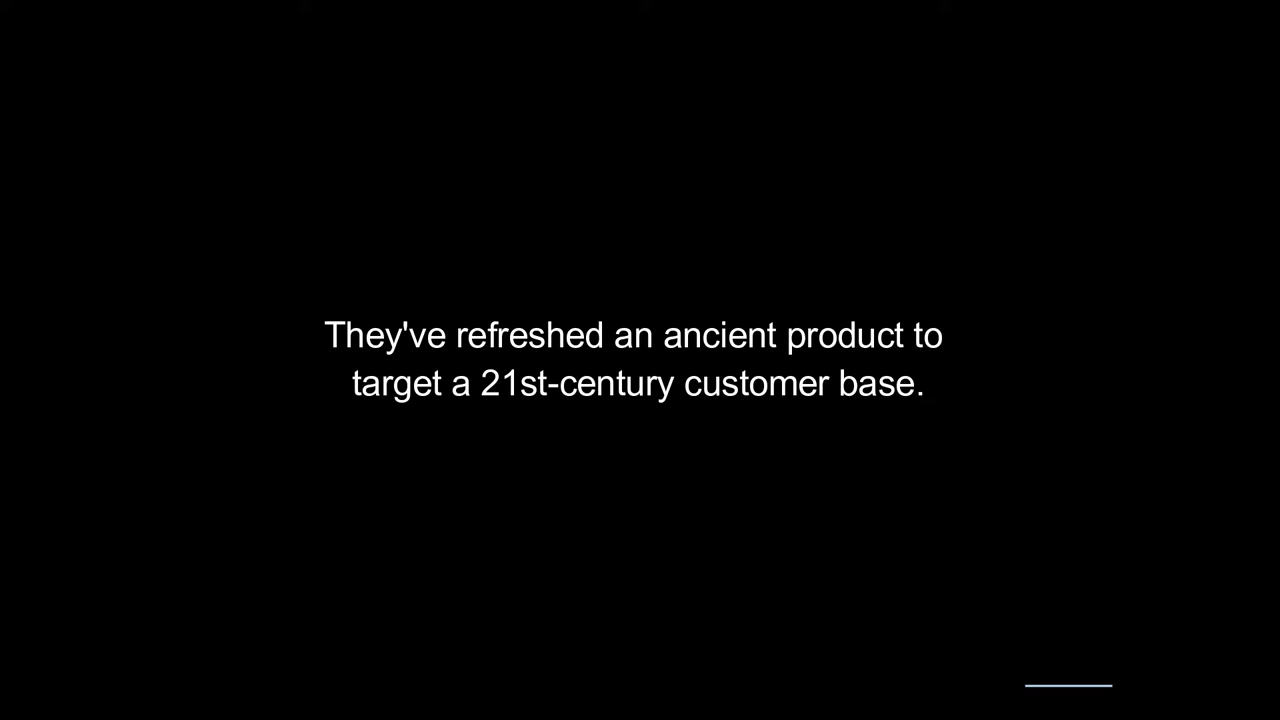 They've refreshed an ancient product to
target a 21st-century customer base.